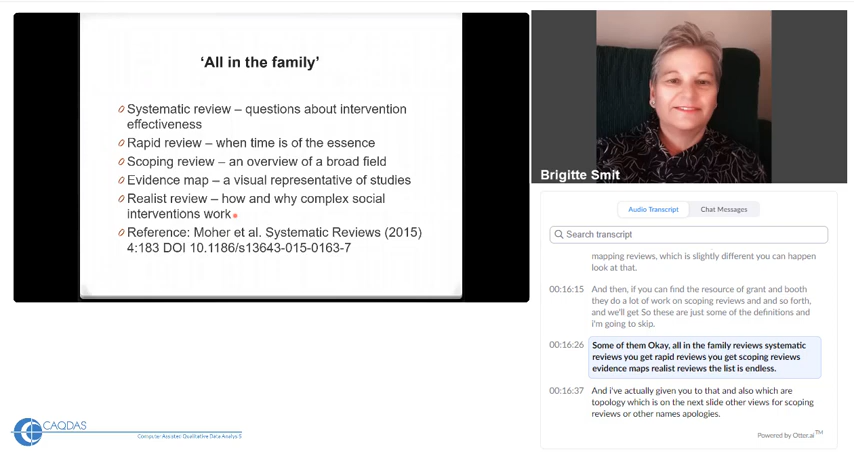 'All in the family'
Systematic review – questions about intervention
effectiveness
Rapid review – when time is of the essence
Scoping review – an overview of a broad field
Evidence map – a visual representative of studies
Realist review – how and why complex social
interventions work
Reference: Moher et al. Systematic Reviews (2015)
4:183 DOI 10.1186/s13643-015-0163-7
CAQDAS
Computer Assisted Qualitative Data Analysis
Brigitte Smit
Audio Transcript
Chat Messages
Search transcript
mapping reviews, which is slightly different you can happen
look at that.
00:16:15
And then, if you can find the resource of grant and booth
they do a lot of work on scoping reviews and and so forth,
and we'll get So these are just some of the definitions and
i'm going to skip.
00:16:26
Some of them Okay, all in the family reviews systematic
reviews you get rapid reviews you get scoping reviews
evidence maps realist reviews the list is endless.
00:16:37
And i've actually given you to that and also which are
topology which is on the next slide other views for scoping
reviews or other names apologies.
Powered by Otter.ai™